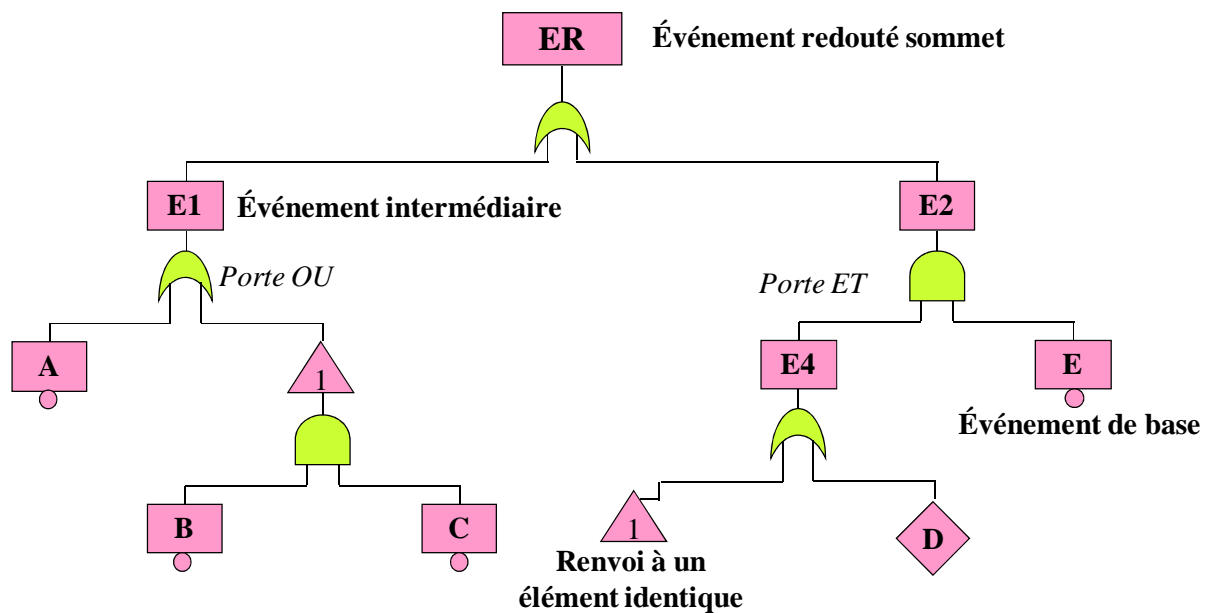 ER
Événement redouté sommet
E1
Événement intermédiaire
E2
Porte OU
Porte ET
A
1
E4
E
Événement de base
B
C
1
D
Renvoi à un
élément identique